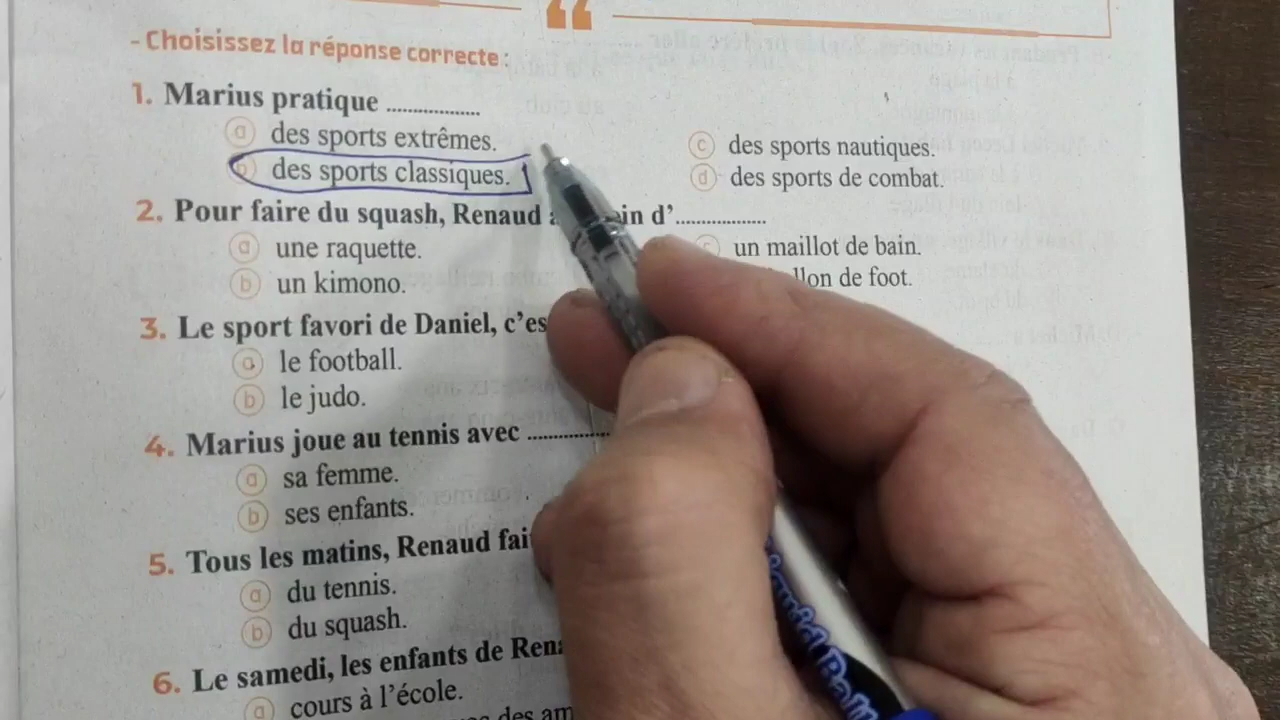 - Choisissez la réponse correcte :
1. Marius pratique ..................
a des sports extrêmes.
c des sports nautiques.
b des sports classiques.
d des sports de combat.
2. Pour faire du squash, Renaud a d'.................
a une raquette.
c un maillot de bain.
b un kimono.
de foot.
3. Le sport favori de Daniel,
a le football.
b le judo.
4. Marius joue au tennis avec ................
a sa femme.
b ses enfants.
5. Tous les matins, Renaud
a du tennis.
b du squash.
6. Le samedi, les enfants de
a cours à l'école.
des